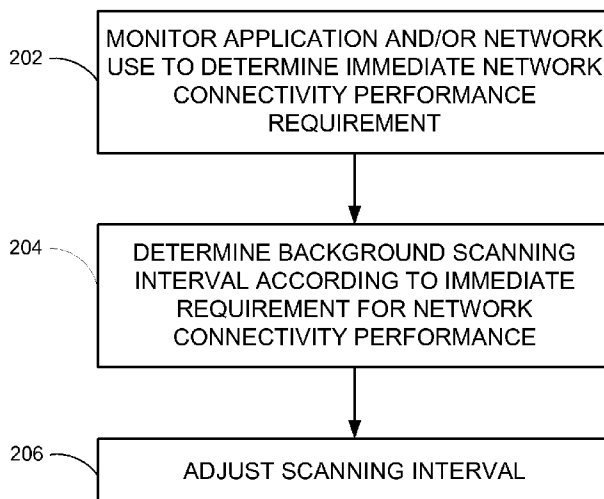 202
MONITOR APPLICATION AND/OR NETWORK
USE TO DETERMINE IMMEDIATE NETWORK
CONNECTIVITY PERFORMANCE
REQUIREMENT
204
DETERMINE BACKGROUND SCANNING
INTERVAL ACCORDING TO IMMEDIATE
REQUIREMENT FOR NETWORK
CONNECTIVITY PERFORMANCE
206
ADJUST SCANNING INTERVAL